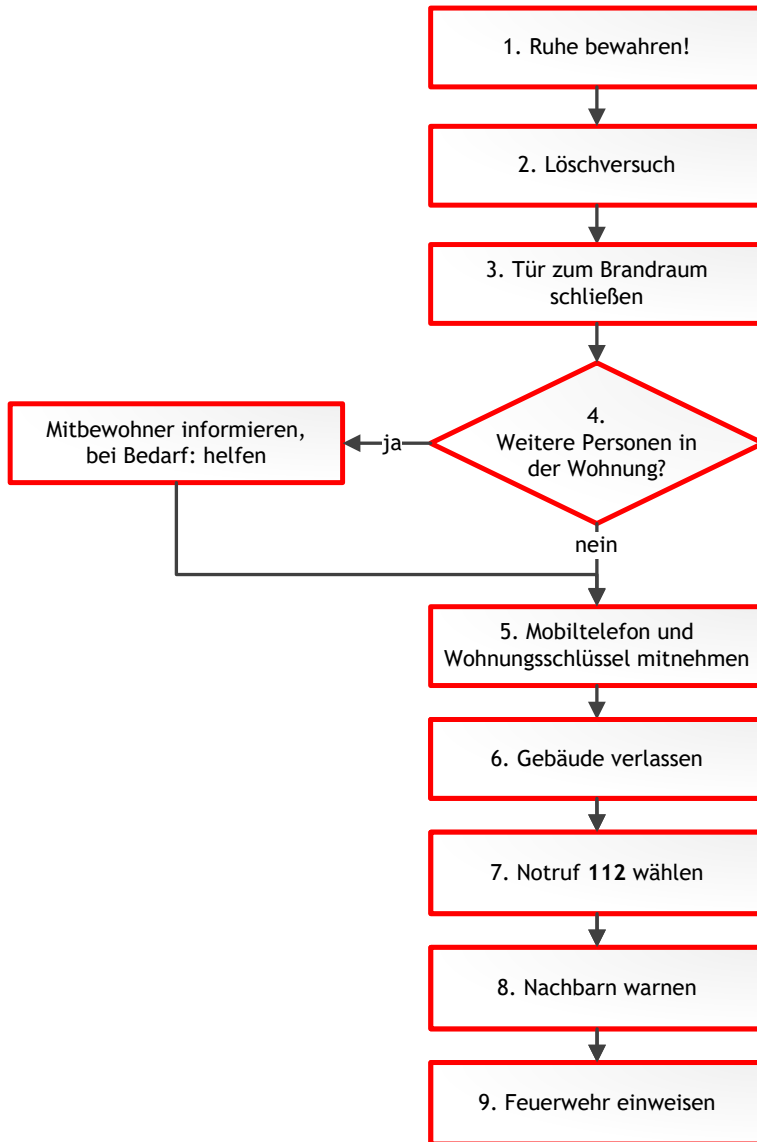 1. Ruhe bewahren!
2. Löschversuch
3. Tür zum Brandraum
schließen
4.
Weitere Personen in
der Wohnung?
ja
Mitbewohner informieren,
bei Bedarf: helfen
nein
5. Mobiltelefon und
Wohnungsschlüssel mitnehmen
6. Gebäude verlassen
7. Notruf 112 wählen
8. Nachbarn warnen
9. Feuerwehr einweisen